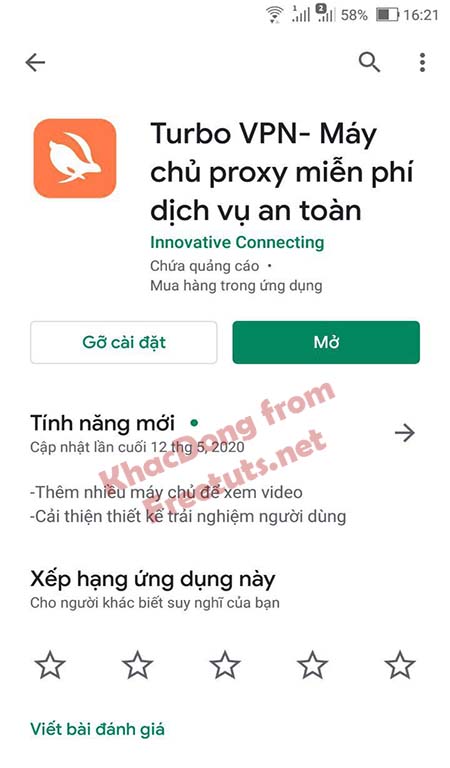 1 2 58% 16:21
Turbo VPN- Máy
chủ proxy miễn phí
dịch vụ an toàn
Innovative Connecting
Chứa quảng cáo •
Mua hàng trong ứng dụng
Gỡ cài đặt
Mở
Tính năng mới •
Cập nhật lần cuối 12 thg 5, 2020
-Thêm nhiều máy chủ để xem video
-Cải thiện thiết kế trải nghiệm người dùng
KhacDong from
Freetuts.net
Xếp hạng ứng dụng này
Cho người khác biết suy nghĩ của bạn
Viết bài đánh giá